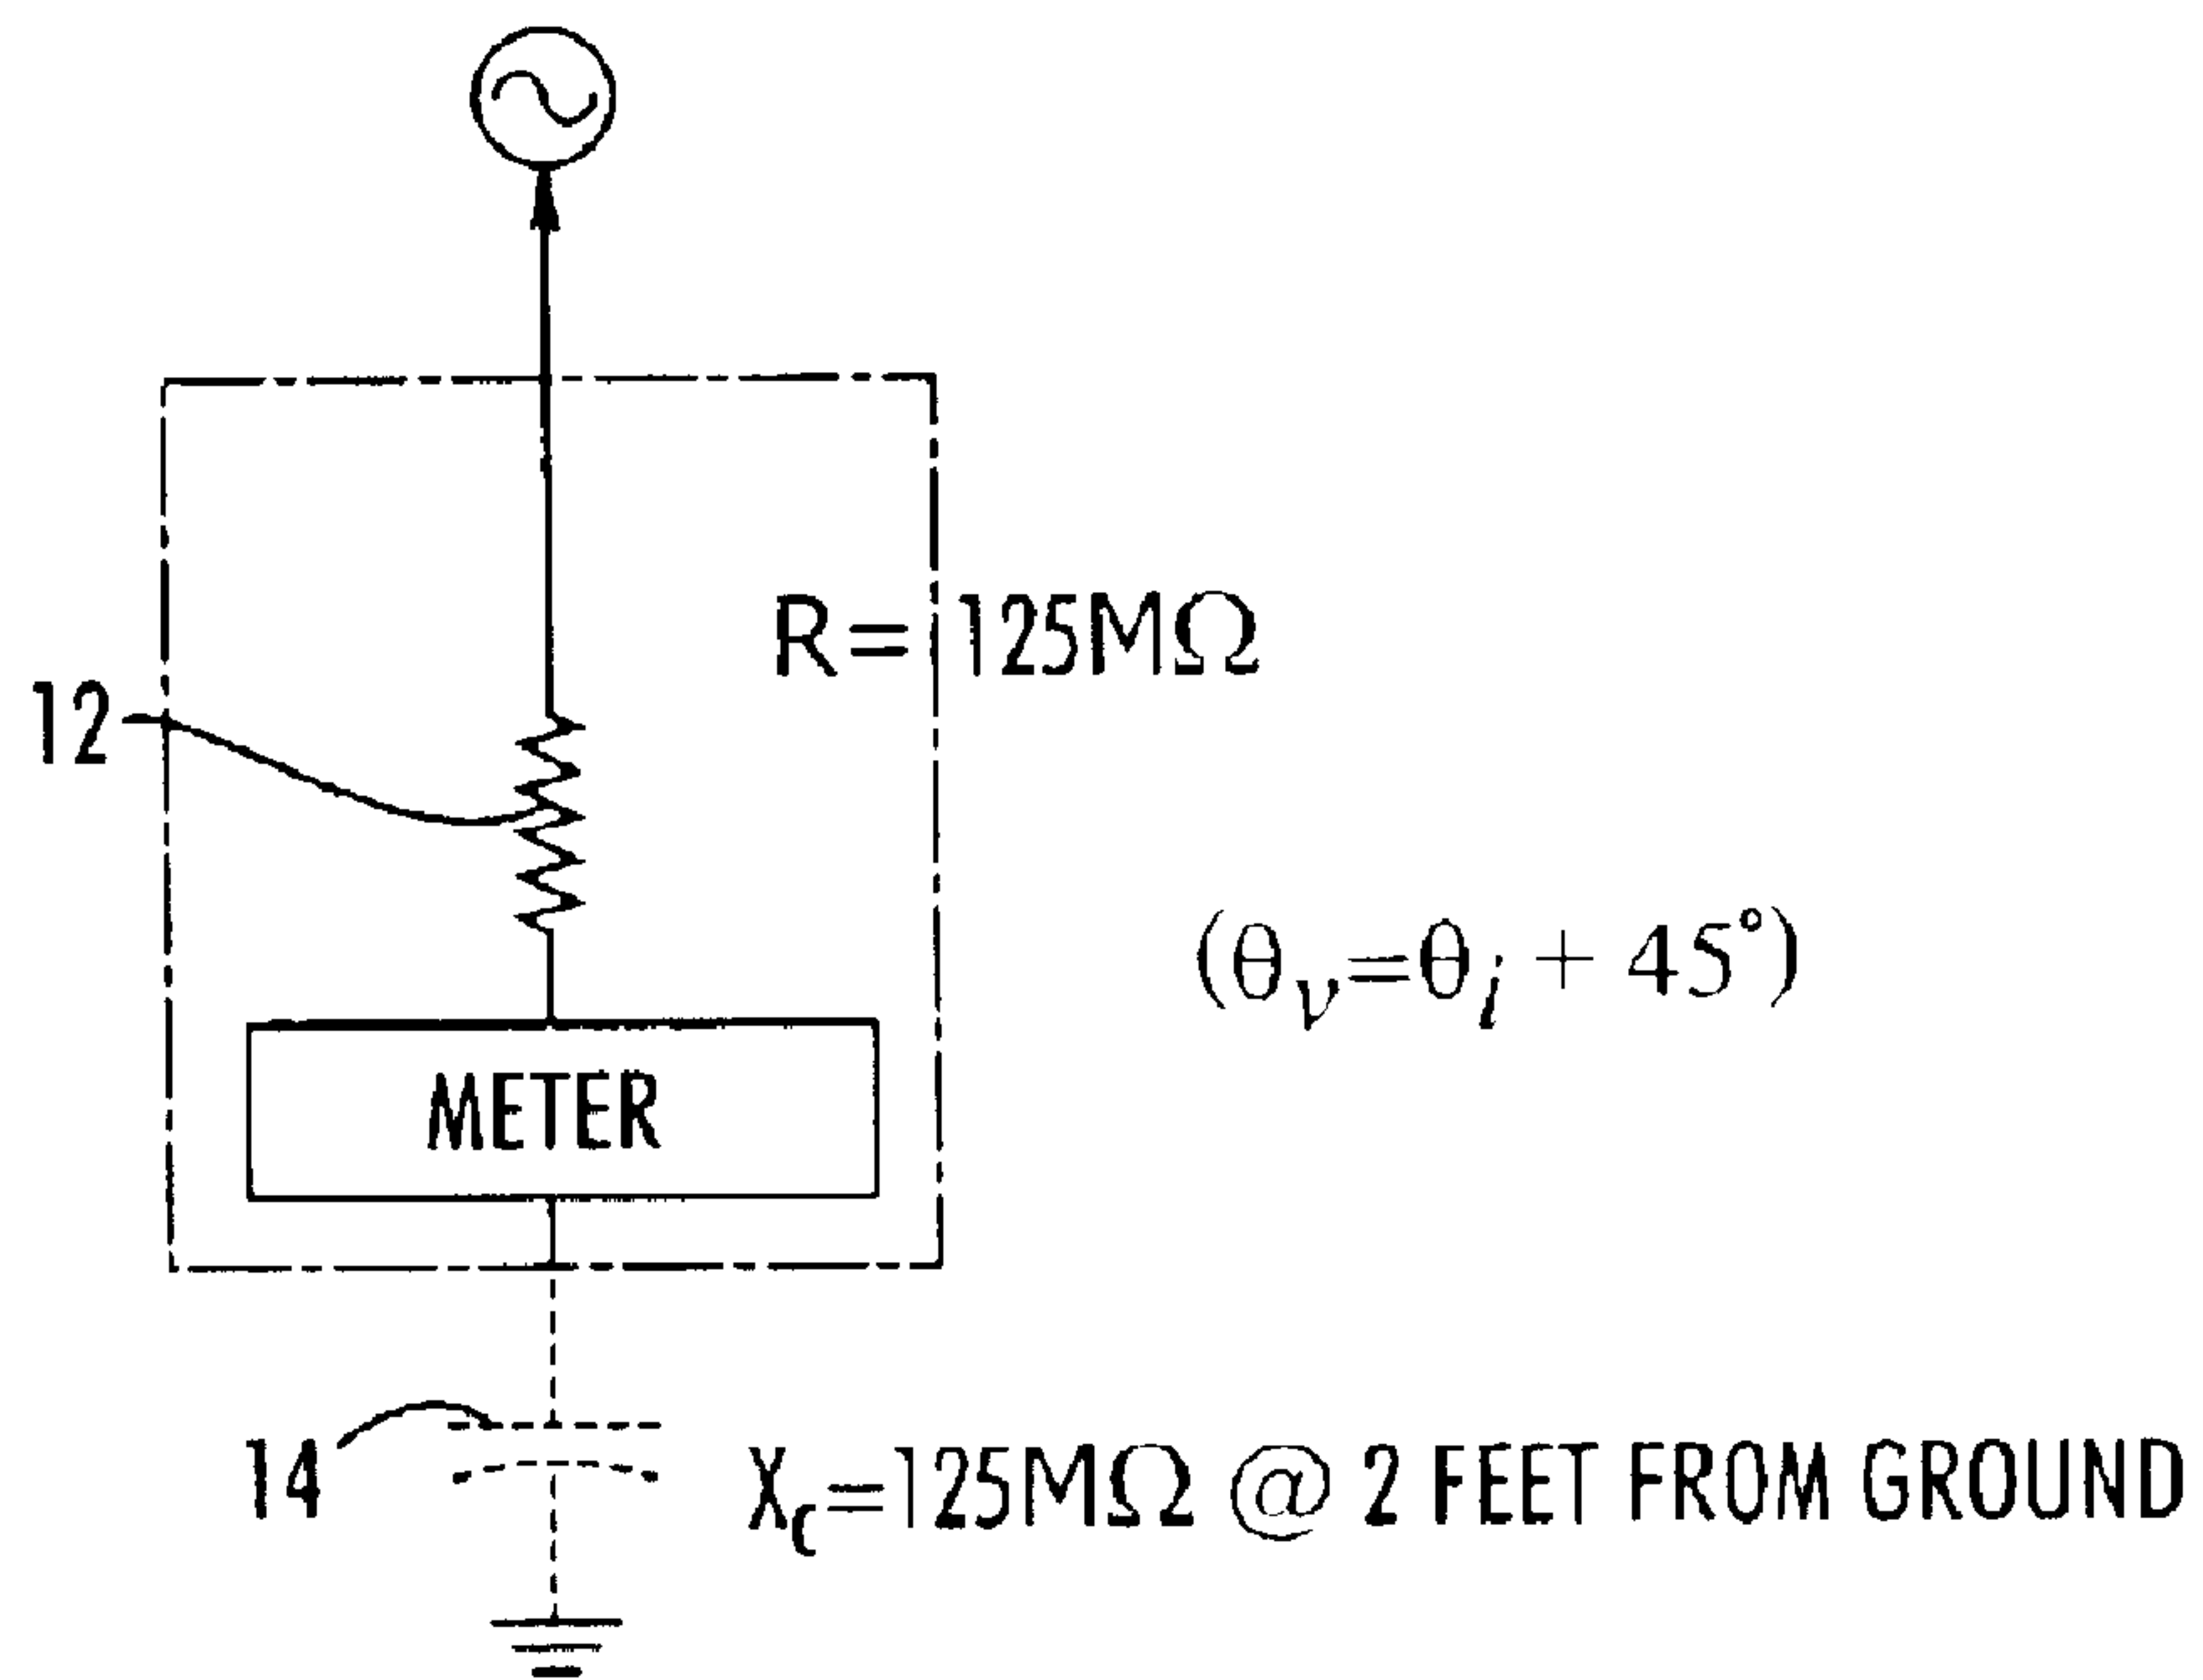 R= 125MΩ
12
(θv=θi + 45°)
METER
14
Xc=125MΩ @ 2 FEET FROM GROUND